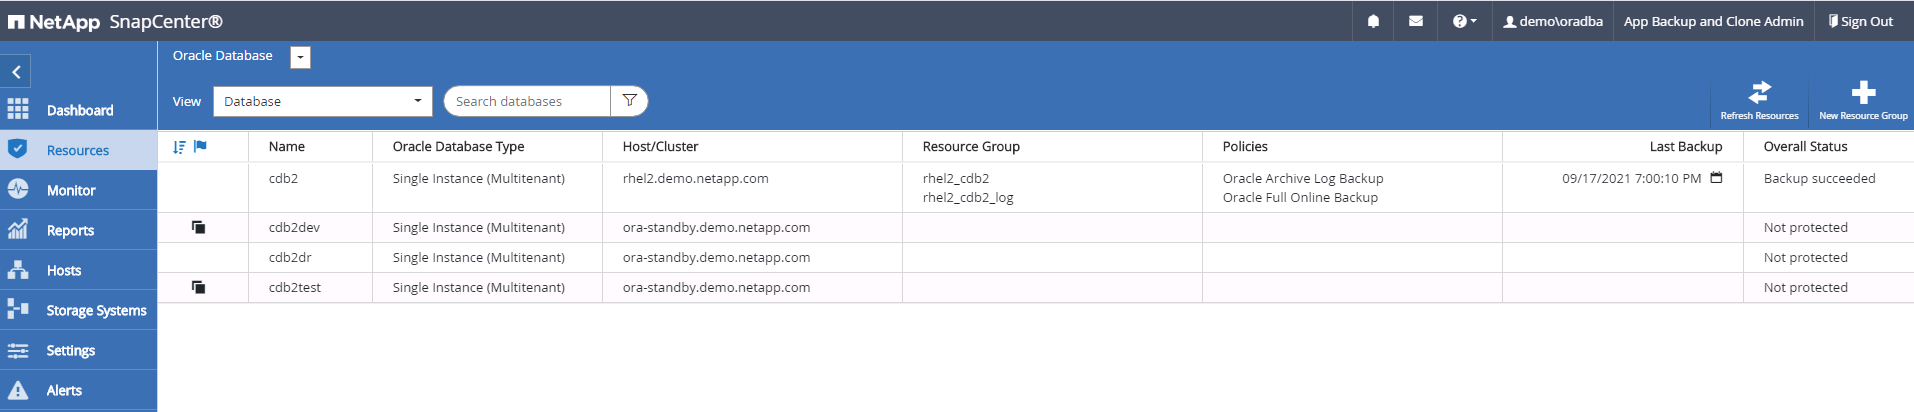 NetApp SnapCenter®
demo\oradba App Backup and Clone Admin Sign Out
Oracle Database
View Database Search databases
Refresh Resources New Resource Group
Dashboard
Resources
Monitor
Reports
Hosts
Storage Systems
Settings
Alerts
Name Oracle Database Type Host/Cluster Resource Group Policies Last Backup Overall Status
cdb2 Single Instance (Multitenant) rhel2.demo.netapp.com rhel2_cdb2 Oracle Archive Log Backup 09/17/2021 7:00:10 PM Backup succeeded
rhel2_cdb2_log Oracle Full Online Backup
cdb2dev Single Instance (Multitenant) ora-standby.demo.netapp.com Not protected
cdb2dr Single Instance (Multitenant) ora-standby.demo.netapp.com Not protected
cdb2test Single Instance (Multitenant) ora-standby.demo.netapp.com Not protected